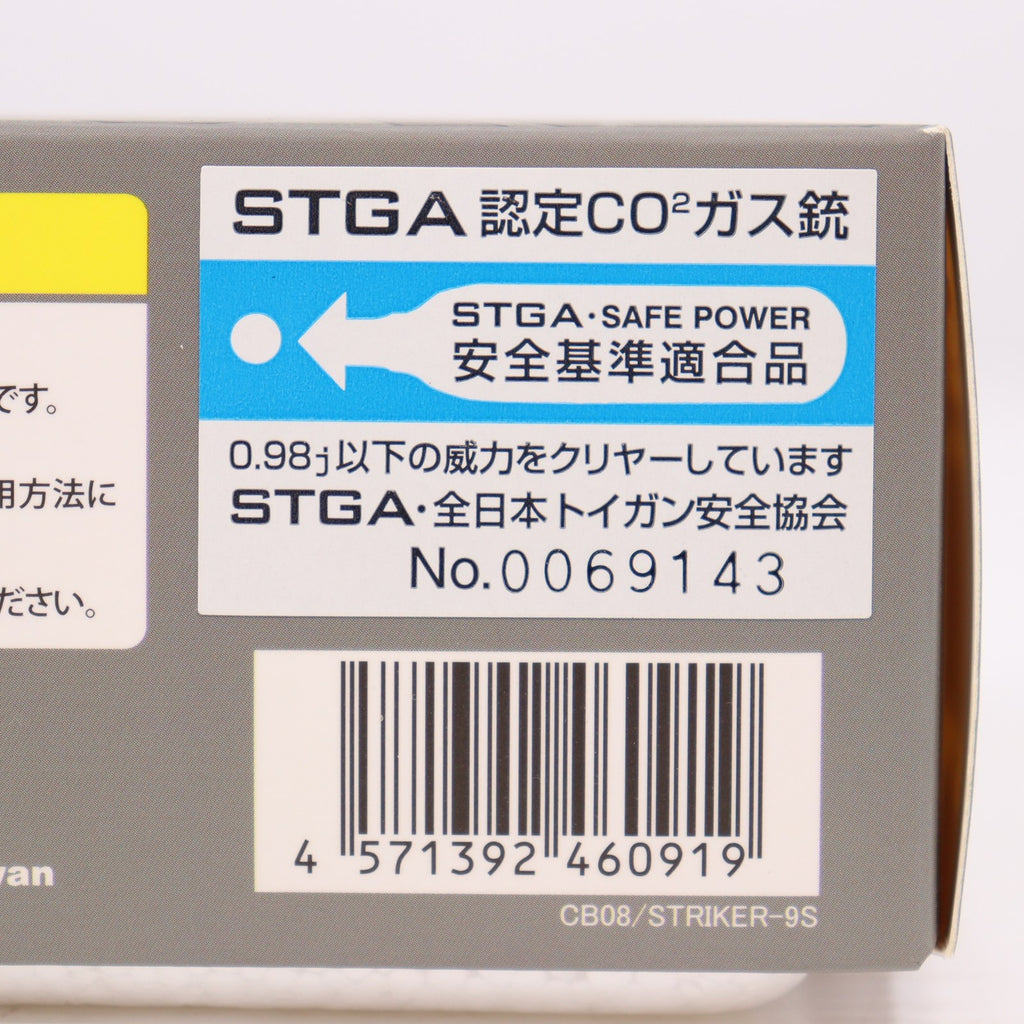 STGA 認定CO²ガス銃
STGA・SAFE POWER
安全基準適合品
0.98j以下の威力をクリヤーしています
STGA・全日本トイガン安全協会
No.0069143
です。
用方法に
ださい。
4 571392 460919
CB08/STRIKER-9S